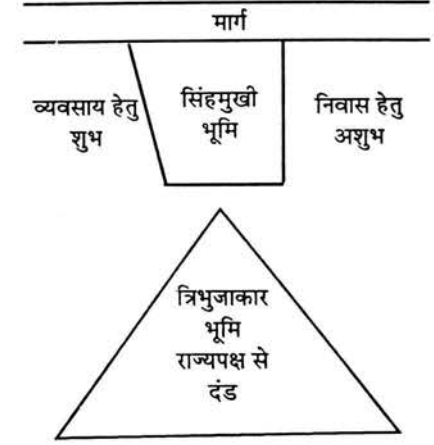 मार्ग
व्यवसाय हेतु
शुभ
सिंहमुखी
भूमि
निवास हेतु
अशुभ
त्रिभुजाकार
भूमि
राज्यपक्ष से
दंड